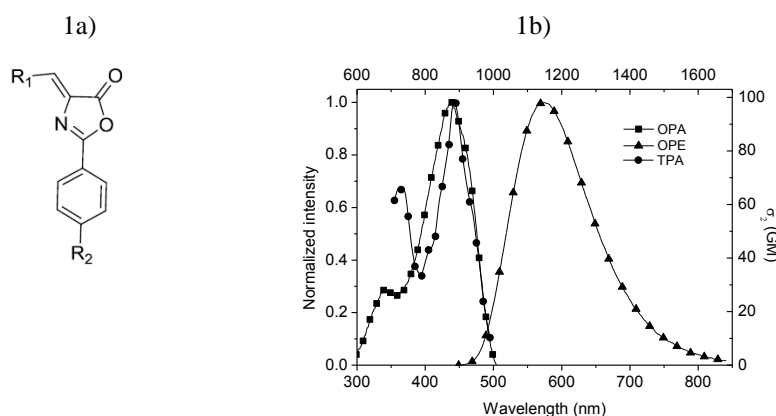 1a)
1b)
R1
O
N
O
R2
600 800 1000 1200 1400 1600
1.0
0.8
0.6
0.4
0.2
0.0
Normalized intensity
OPA
OPE
TPA
100
80
60
40
20
0
σ2 (GM)
300 400 500 600 700 800
Wavelength (nm)